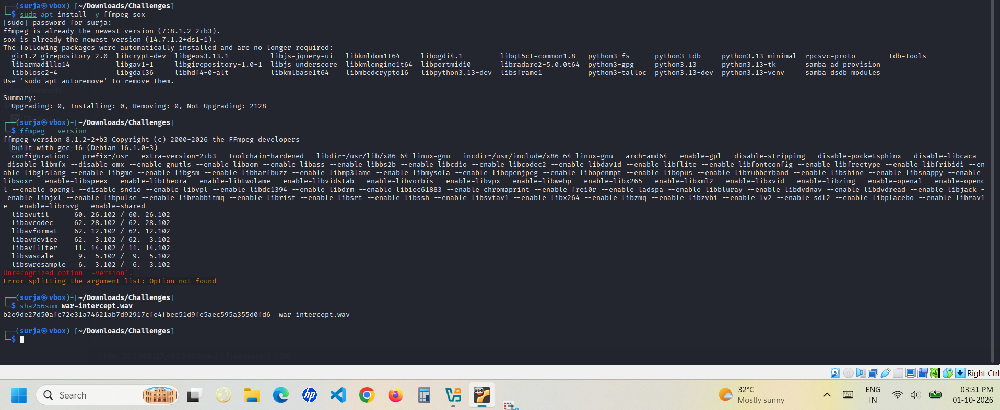 ┌──(surja㉿vbox)-[~/Downloads/Challenges]
└─$ sudo apt install -y ffmpeg sox
[sudo] password for surja:
ffmpeg is already the newest version (7:8.1.2-2+b3).
sox is already the newest version (14.7.1.2+ds1-1).
The following packages were automatically installed and are no longer required:
  gir1.2-girepository-2.0  libcrypt-dev  libgeos3.13.1          libjs-jquery-ui   libkmldom1t64     libogdi4.1         libqt5ct-common1.8   python3-fs      python3-tdb     python3.13-minimal  rpcsvc-proto        tdb-tools
  libarmadillo14           libgav1-1     libgirepository-1.0-1  libjs-underscore  libkmlengine1t64  libportmidi0       libradare2-5.0.0t64  python3-gpg     python3.13      python3.13-tk       samba-ad-provision
  libblosc2-4              libgdal36     libhdf4-0-alt          libkmlbase1t64    libmbedcrypto16   libpython3.13-dev  libsframe1           python3-talloc  python3.13-dev  python3.13-venv     samba-dsdb-modules
Use 'sudo apt autoremove' to remove them.
Downloads
Summary:
  Upgrading: 0, Installing: 0, Removing: 0, Not Upgrading: 2128
┌──(surja㉿vbox)-[~/Downloads/Challenges]
└─$ ffmpeg --version
ffmpeg version 8.1.2-2+b3 Copyright (c) 2000-2026 the FFmpeg developers
  built with gcc 16 (Debian 16.1.0-3)
  configuration: --prefix=/usr --extra-version=2+b3 --toolchain=hardened --libdir=/usr/lib/x86_64-linux-gnu --incdir=/usr/include/x86_64-linux-gnu --arch=amd64 --enable-gpl --disable-stripping --disable-pocketsphinx --disable-libcaca -
-disable-libmfx --disable-omx --enable-gnutls --enable-libaom --enable-libass --enable-libbs2b --enable-libcdio --enable-libcodec2 --enable-libdav1d --enable-libflite --enable-libfontconfig --enable-libfreetype --enable-libfribidi --en
able-libglslang --enable-libgme --enable-libgsm --enable-libharfbuzz --enable-libmp3lame --enable-libmysofa --enable-libopenjpeg --enable-libopenmpt --enable-libopus --enable-librubberband --enable-libshine --enable-libsnappy --enable-
libsoxr --enable-libspeex --enable-libtheora --enable-libtwolame --enable-libvidstab --enable-libvorbis --enable-libvpx --enable-libwebp --enable-libx265 --enable-libxml2 --enable-libxvid --enable-libzimg --enable-openal --enable-openc
l --enable-opengl --disable-sndio --enable-libvpl --enable-libdc1394 --enable-libdrm --enable-libiec61883 --enable-chromaprint --enable-frei0r --enable-ladspa --enable-libbluray --enable-libdvdnav --enable-libdvdread --enable-libjack -
-enable-libjxl --enable-libpulse --enable-librabbitmq --enable-librist --enable-libsrt --enable-libssh --enable-libsvtav1 --enable-libx264 --enable-libzmq --enable-libzvbi --enable-lv2 --enable-sdl2 --enable-libplacebo --enable-librav1
e --enable-librsvg --enable-shared
  libavutil      60. 26.102 / 60. 26.102
  libavcodec     62. 28.102 / 62. 28.102
  libavformat    62. 12.102 / 62. 12.102
  libavdevice    62.  3.102 / 62.  3.102
  libavfilter    11. 14.102 / 11. 14.102
  libswscale      9.  5.102 /  9.  5.102
  libswresample   6.  3.102 /  6.  3.102
Unrecognized option '-version'.
Error splitting the argument list: Option not found
┌──(surja㉿vbox)-[~/Downloads/Challenges]
└─$ sha256sum war-intercept.wav
b2e9de27d50afc72e31a74621ab7d92917cfe4fbee51d9fe5aec595a355d0fd6  war-intercept.wav
┌──(surja㉿vbox)-[~/Downloads/Challenges]
└─$
Right Ctrl
Search
hp
x64
32°C
Mostly sunny
ENG
IN
03:31 PM
01-10-2026